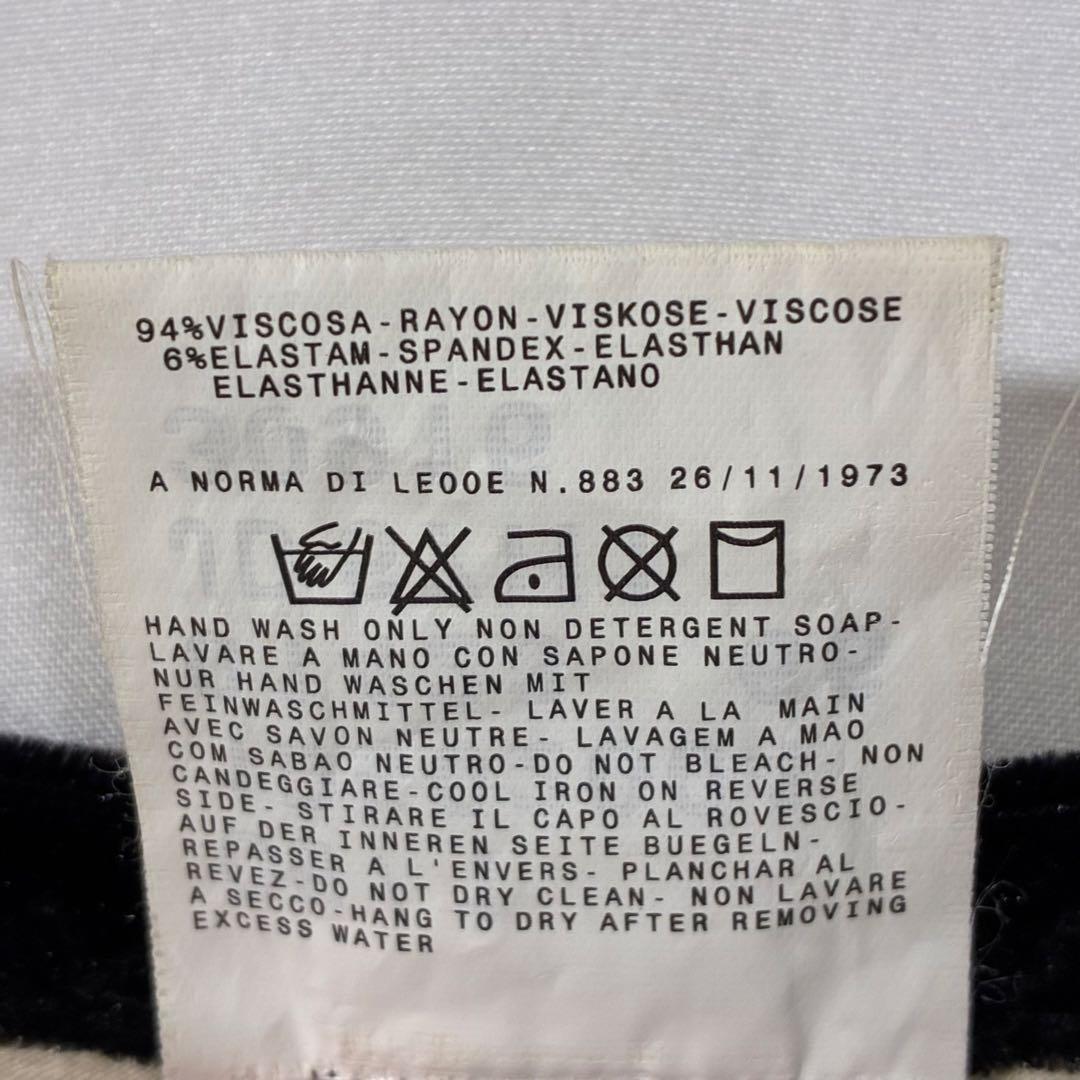 94%VISCOSA-RAYON-VISKOSE-VISCOSE
6%ELASTAM-SPANDEX-ELASTHAN
ELASTHANNE-ELASTANO
A NORMA DI LEOOE N.883 26/11/1973
HAND WASH ONLY NON DETERGENT SOAP-
LAVARE A MANO CON SAPONE NEUTRO-
NUR HAND WASCHEN MIT
FEINWASCHMITTEL- LAVER A LA MAIN
AVEC SAVON NEUTRE- LAVAGEM A MAO
COM SABAO NEUTRO-DO NOT BLEACH- NON
CANDEGGIARE-COOL IRON ON REVERSE
SIDE- STIRARE IL CAPO AL ROVESCIO-
AUF DER INNEREN SEITE BUEGELN-
REPASSER A L'ENVERS- PLANCHAR AL
REVEZ-DO NOT DRY CLEAN- NON LAVARE
A SECCO-HANG TO DRY AFTER REMOVING
EXCESS WATER